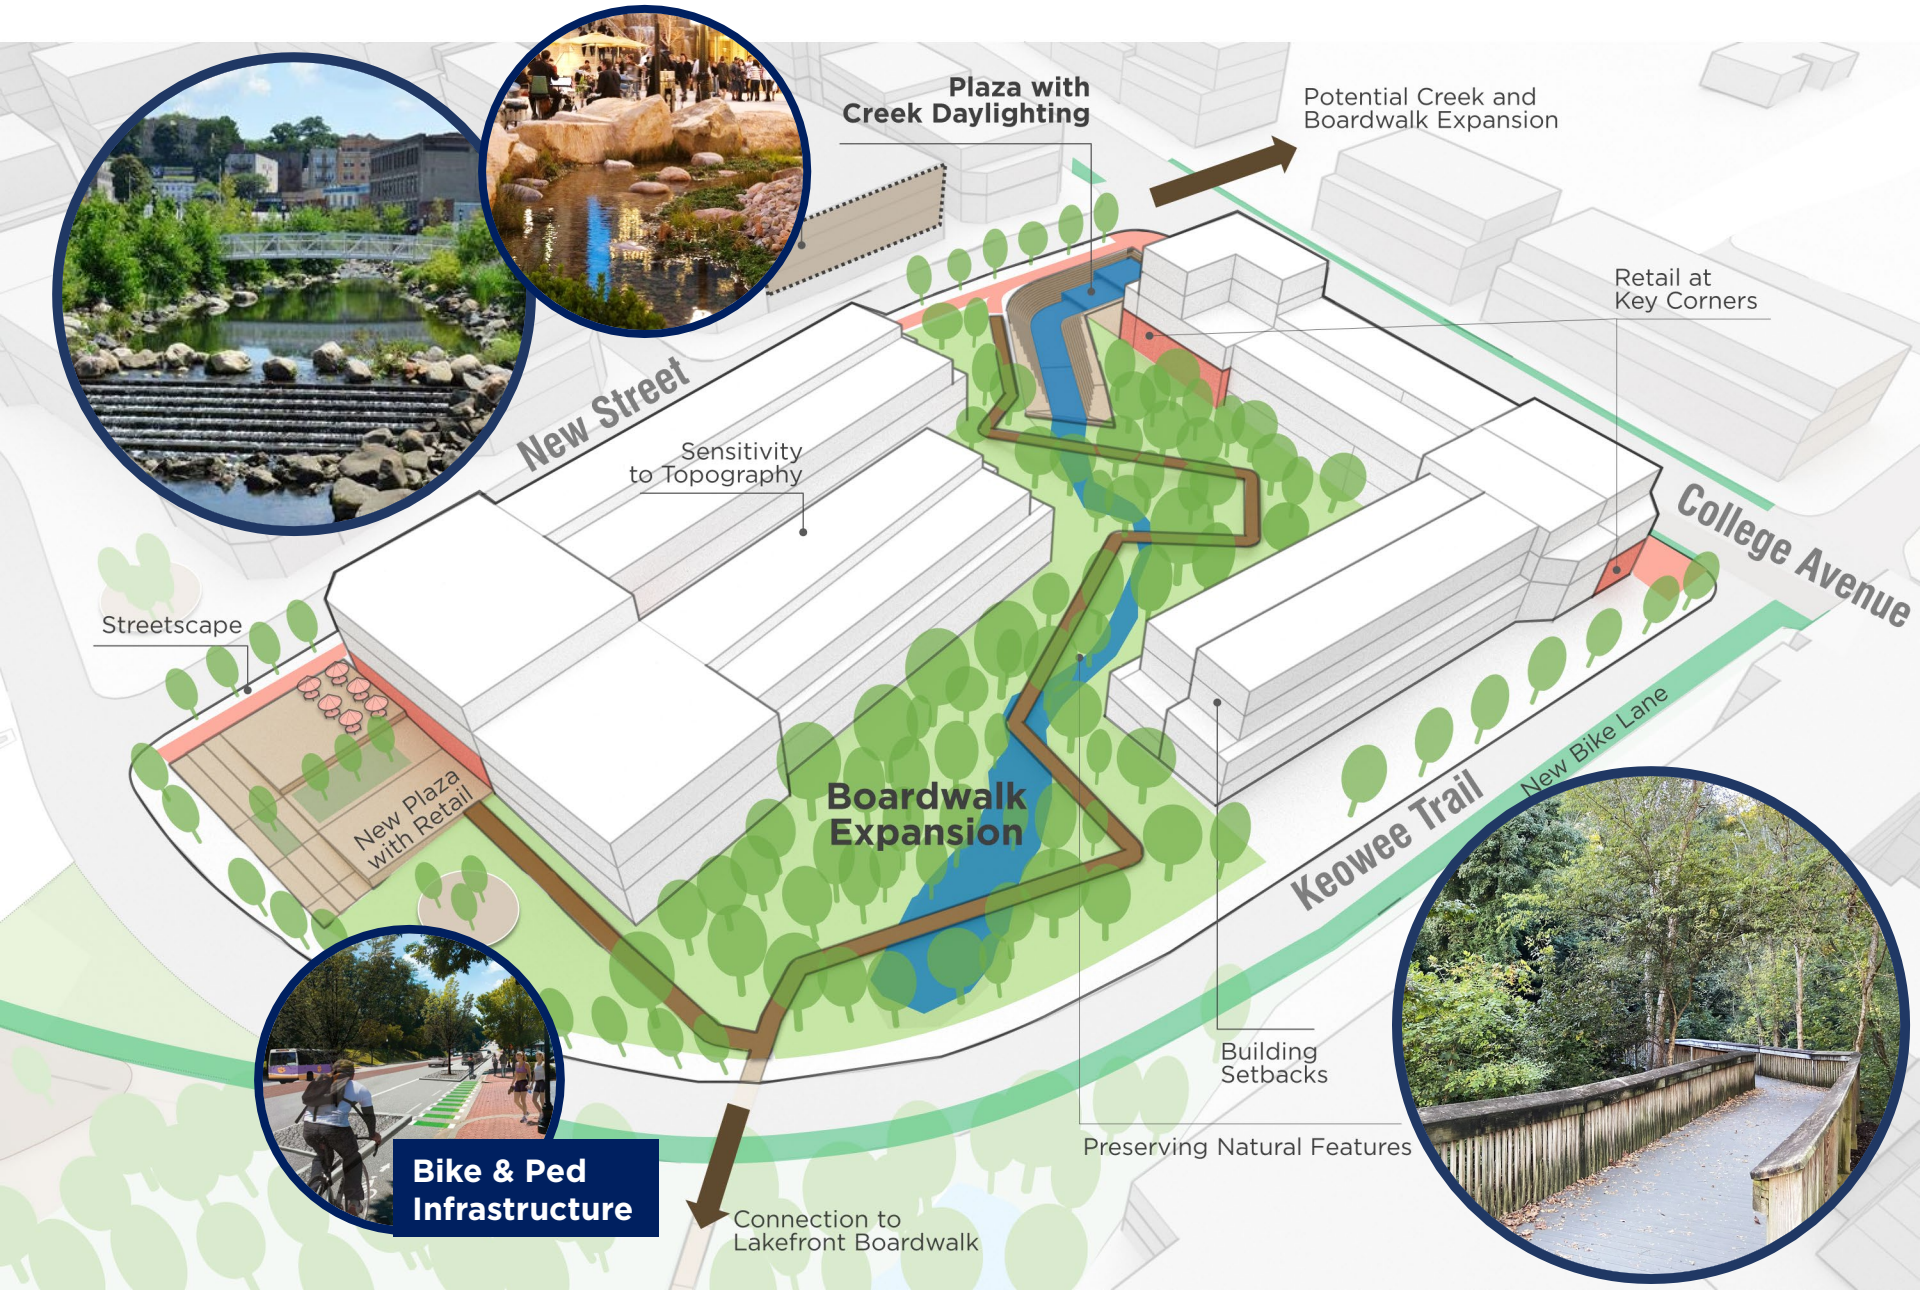 Plaza with
Creek Daylighting
Potential Creek and
Boardwalk Expansion
Retail at
Key Corners
New Street
Sensitivity
to Topography
College Avenue
Streetscape
New Bike Lane
New Plaza
with Retail
Boardwalk
Expansion
Keowee Trail
Building
Setbacks
Preserving Natural Features
Bike & Ped
Infrastructure
Connection to
Lakefront Boardwalk